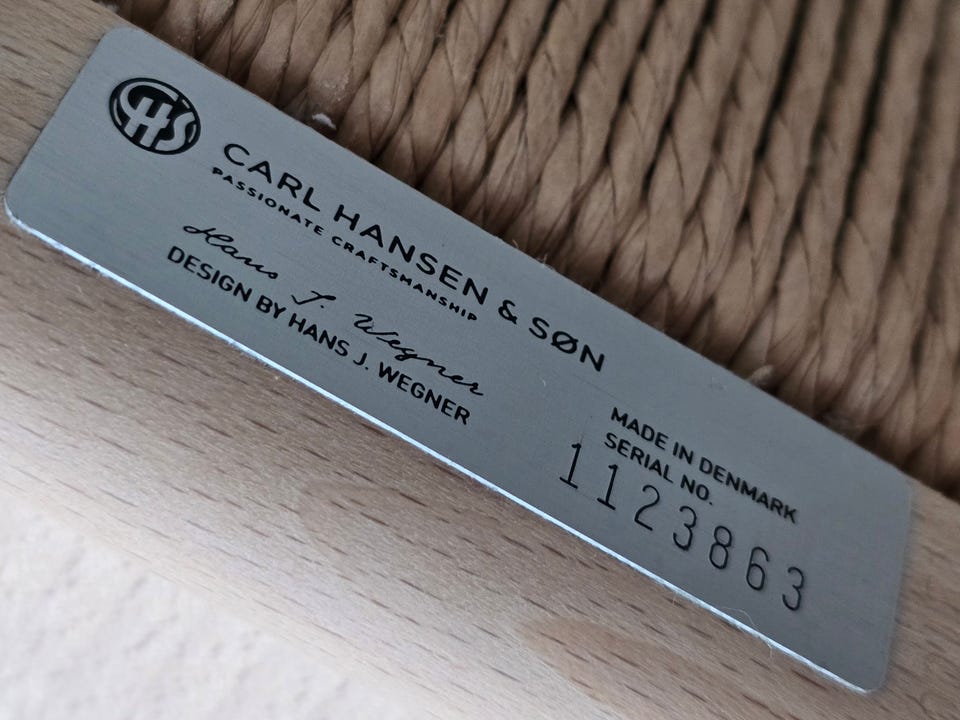 CHS
CARL HANSEN & SØN
PASSIONATE CRAFTSMANSHIP
Hans J. Wegner
DESIGN BY HANS J. WEGNER
MADE IN DENMARK
SERIAL NO.
1123863